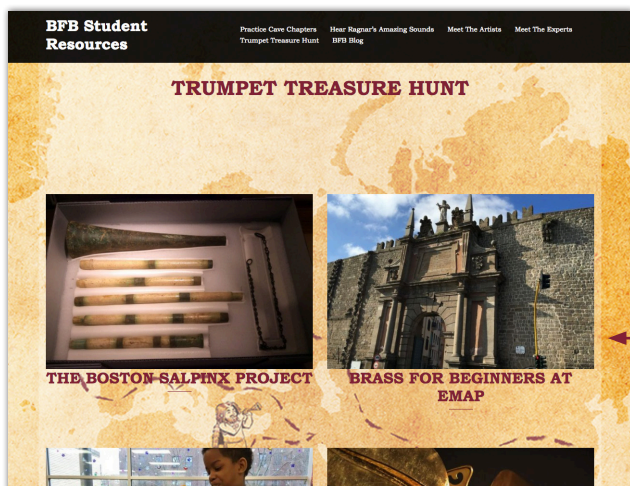 BFB Student
Resources
Practice Cave Chapters Hear Ragnar's Amazing Sounds Meet The Artists Meet The Experts
Trumpet Treasure Hunt BFB Blog
TRUMPET TREASURE HUNT
THE BOSTON SALPINX PROJECT
BRASS FOR BEGINNERS AT
EMAP